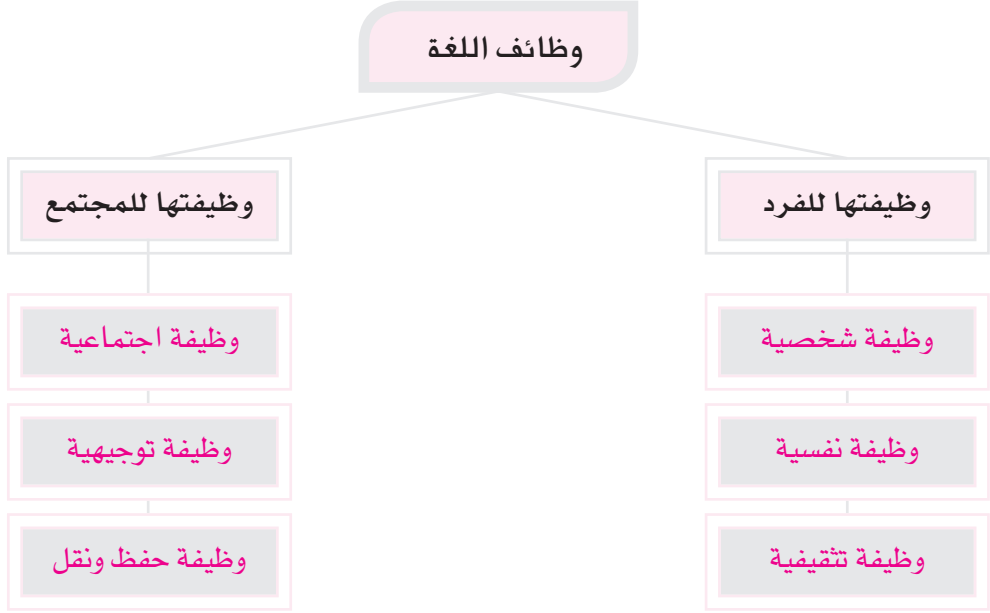 وظائف اللغة
وظيفتها للفرد
وظيفتها للمجتمع
وظيفة شخصية
وظيفة اجتماعية
وظيفة نفسية
وظيفة توجيهية
وظيفة تثقيفية
وظيفة حفظ ونقل